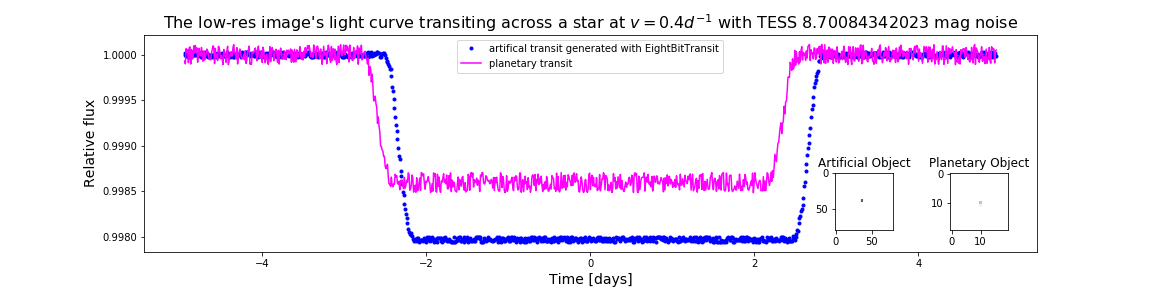 The low-res image's light curve transiting across a star at v = 0.4d⁻¹ with TESS 8.70084342023 mag noise
artifical transit generated with EightBitTransit
planetary transit
Relative flux
1.0000
0.9995
0.9990
0.9985
0.9980
Artificial Object
0
50
0 50
Planetary Object
0
10
0 10
−4 −2 0 2 4
Time [days]